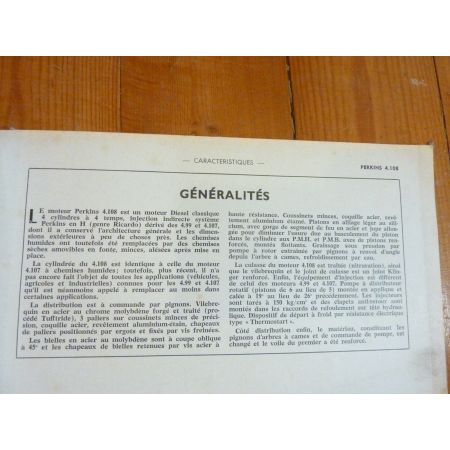 — CARACTERISTIQUES —
PERKINS 4.108
GÉNÉRALITÉS
LE moteur Perkins 4.108 est un moteur Diesel classique
4 cylindres à 4 temps, injection indirecte système
Perkins en H (genre Ricardo) dérivé des 4.99 et 4.107,
dont il a conservé l'architecture générale et les dimen-
sions extérieures à peu de choses près. Les chemises
humides ont toutefois été remplacées par des chemises
sèches amovibles en fonte, minces, alésées après mise en
place.
La cylindrée du 4.108 est identique à celle du moteur
4.107 à chemises humides ; toutefois, plus récent, il n'a
pas encore fait l'objet de toutes les applications (véhicules,
agricoles et Industrielles) connues pour les 4.99 et 4.107
qu'il est néanmoins appelé à remplacer au moins dans
certaines applications.
La distribution est à commande par pignons. Vilebre-
quin en acier au chrome molybdène forgé et traité (pro-
cédé Tuffride), 3 paliers sur coussinets minces de préci-
sion, coquille acier, revêtement aluminium-étain, chapeaux
de paliers positionnés par ergots et fixés par vis freinées.
Les bielles en acier au molybdène sont à coupe oblique
à 45° et les chapeaux de bielles retenus par vis acier à
haute résistance. Coussinets minces, coquille acier, revê-
tement aluminium étamé. Pistons en alliage léger au sili-
cium, avec gorge de segment de feu en acier et jupe ellip-
tique pour diminuer l'usure due au basculement du piston
dans le cylindre aux P.M.H. et P.M.B. avec axes de pistons ren-
forcés, montés flottants. Graissage sous pression par
pompe à rotor entraînée par pignons à renvoi d'angle
depuis l'arbre à cames, refroidissement par eau.
La culasse du moteur 4.108 est traitée (nitruration), ainsi
que le vilebrequin et le joint de culasse est un joint Klin-
ger renforcé. Enfin, l'équipement d'injection est différent
de celui des moteurs 4.99 et 4.107. Pompe à distributeur
rotatif (pistons de 6 au lieu de 5) montée en applique et
calée à 19° au lieu de 26° précédemment. Les injecteurs
sont tarés à 150 kg/cm² et des clapets antiretour sont
montés dans les raccords de refoulement sur tête hydrau-
lique. Dispositif de départ à froid par résistance électrique
type « Thermostart ».
Côté distribution enfin, le matériau, constituant les
pignons d'arbres à cames et de commande de pompe, est
changé et le voile de premier a été renforcé.